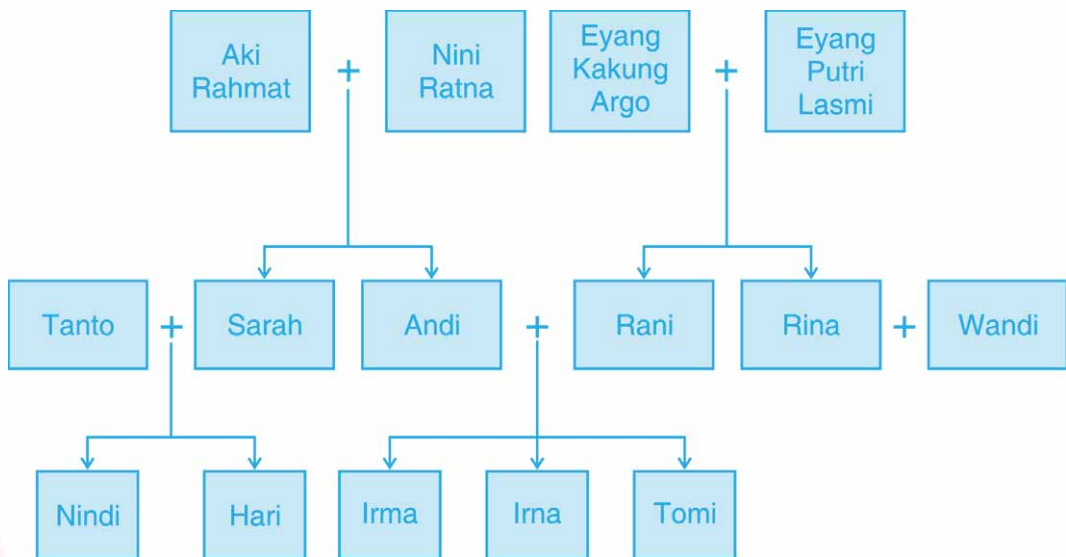 Aki
Rahmat
+
Nini
Ratna
Eyang
Kakung
Argo
+
Eyang
Putri
Lasmi
Tanto
+
Sarah
Andi
+
Rani
Rina
+
Wandi
Nindi
Hari
Irma
Irna
Tomi